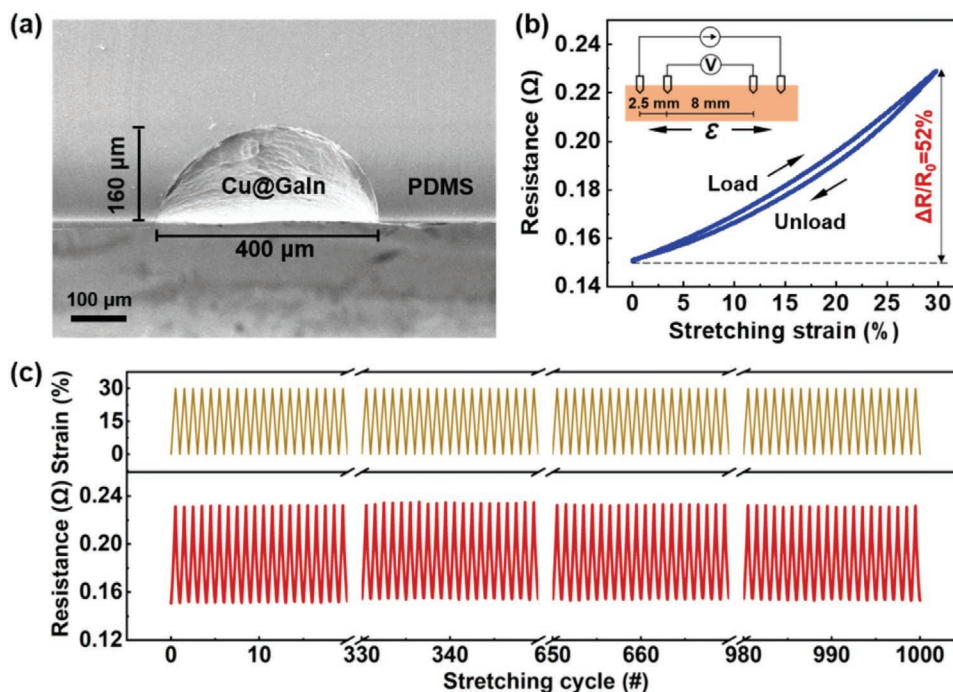 (a)
160 μm
Cu@GaIn
PDMS
400 μm
100 μm
(b)
Resistance (Ω)
0.24
0.22
0.20
0.18
0.16
0.14
V
2.5 mm
8 mm
ε
Load
Unload
ΔR/R₀=52%
0
5
10
15
20
25
30
Stretching strain (%)
(c)
Strain (%)
30
15
0
Resistance (Ω)
0.24
0.20
0.16
0.12
0
10
330
340
650
660
980
990
1000
Stretching cycle (#)